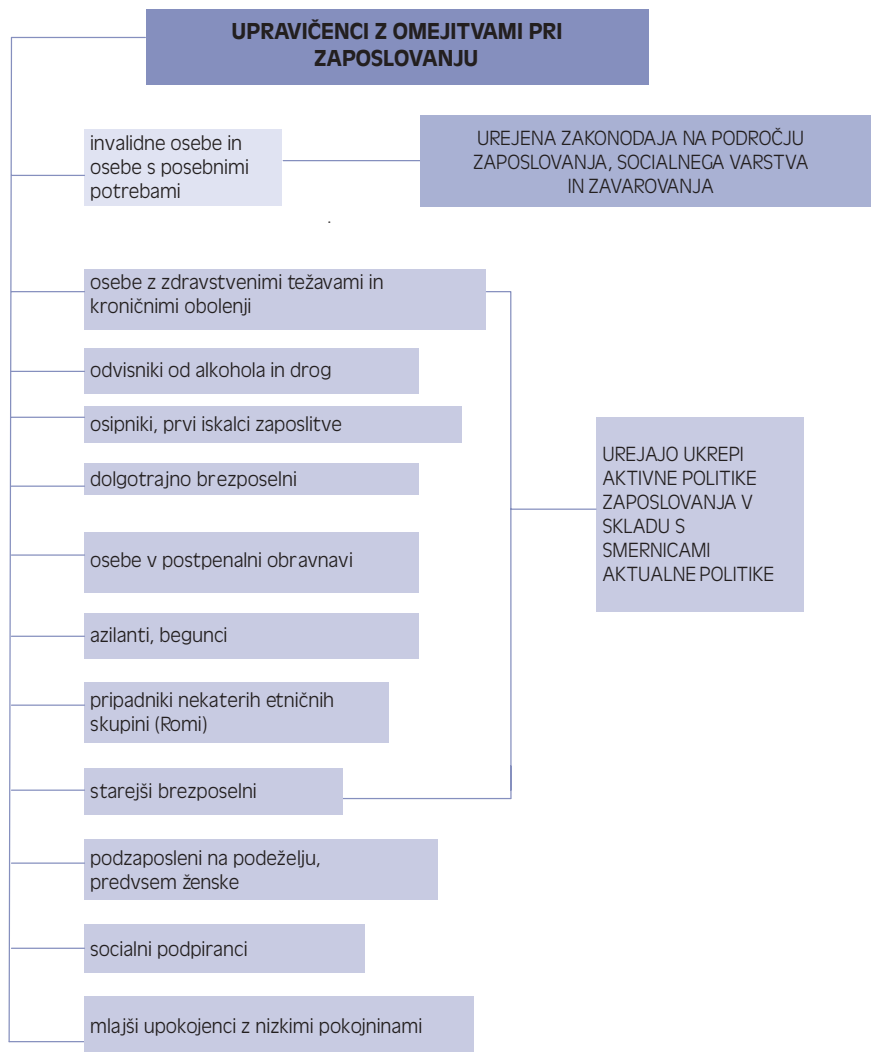 UPRAVIČENCI Z OMEJITVAMI PRI
ZAPOSLOVANJU
invalidne osebe in
osebe s posebnimi
potrebami
UREJENA ZAKONODAJA NA PODROČJU
ZAPOSLOVANJA, SOCIALNEGA VARSTVA
IN ZAVAROVANJA
.
osebe z zdravstvenimi težavami in
kroničnimi obolenji
odvisniki od alkohola in drog
osipniki, prvi iskalci zaposlitve
dolgotrajno brezposelni
osebe v postpenalni obravnavi
azilanti, begunci
pripadniki nekaterih etničnih
skupini (Romi)
starejši brezposelni
UREJAJO UKREPI
AKTIVNE POLITIKE
ZAPOSLOVANJA V
SKLADU S
SMERNICAMI
AKTUALNE POLITIKE
podzaposleni na podeželju,
predvsem ženske
socialni podpiranci
mlajši upokojenci z nizkimi pokojninami